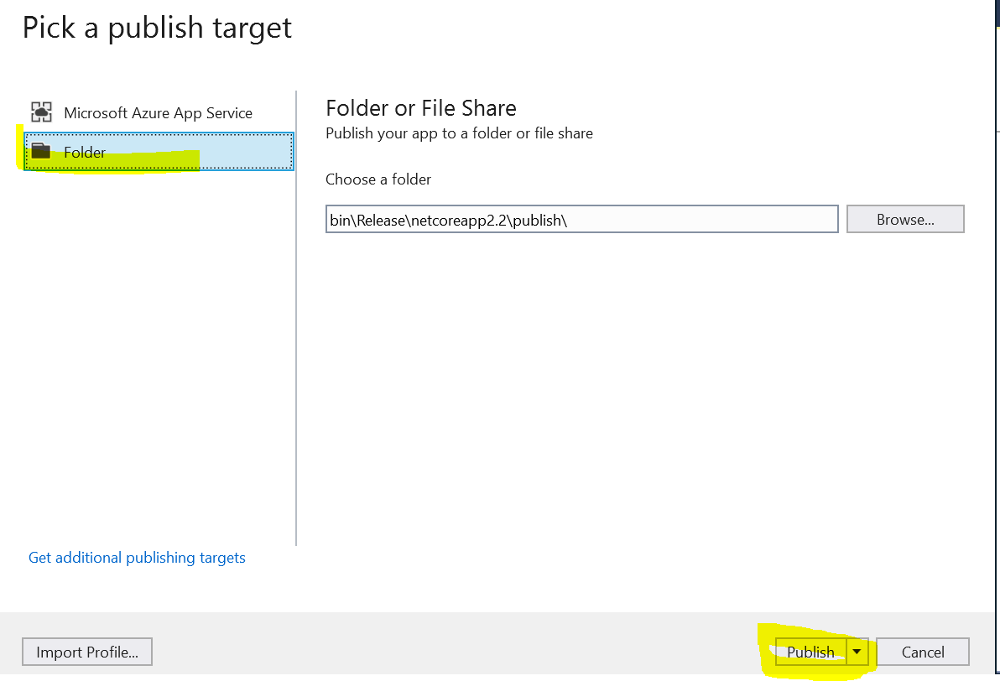 Pick a publish target
Microsoft Azure App Service
Folder
Folder or File Share
Publish your app to a folder or file share
Choose a folder
bin\Release\netcoreapp2.2\publish\
Browse...
Get additional publishing targets
Import Profile...
Publish
Cancel